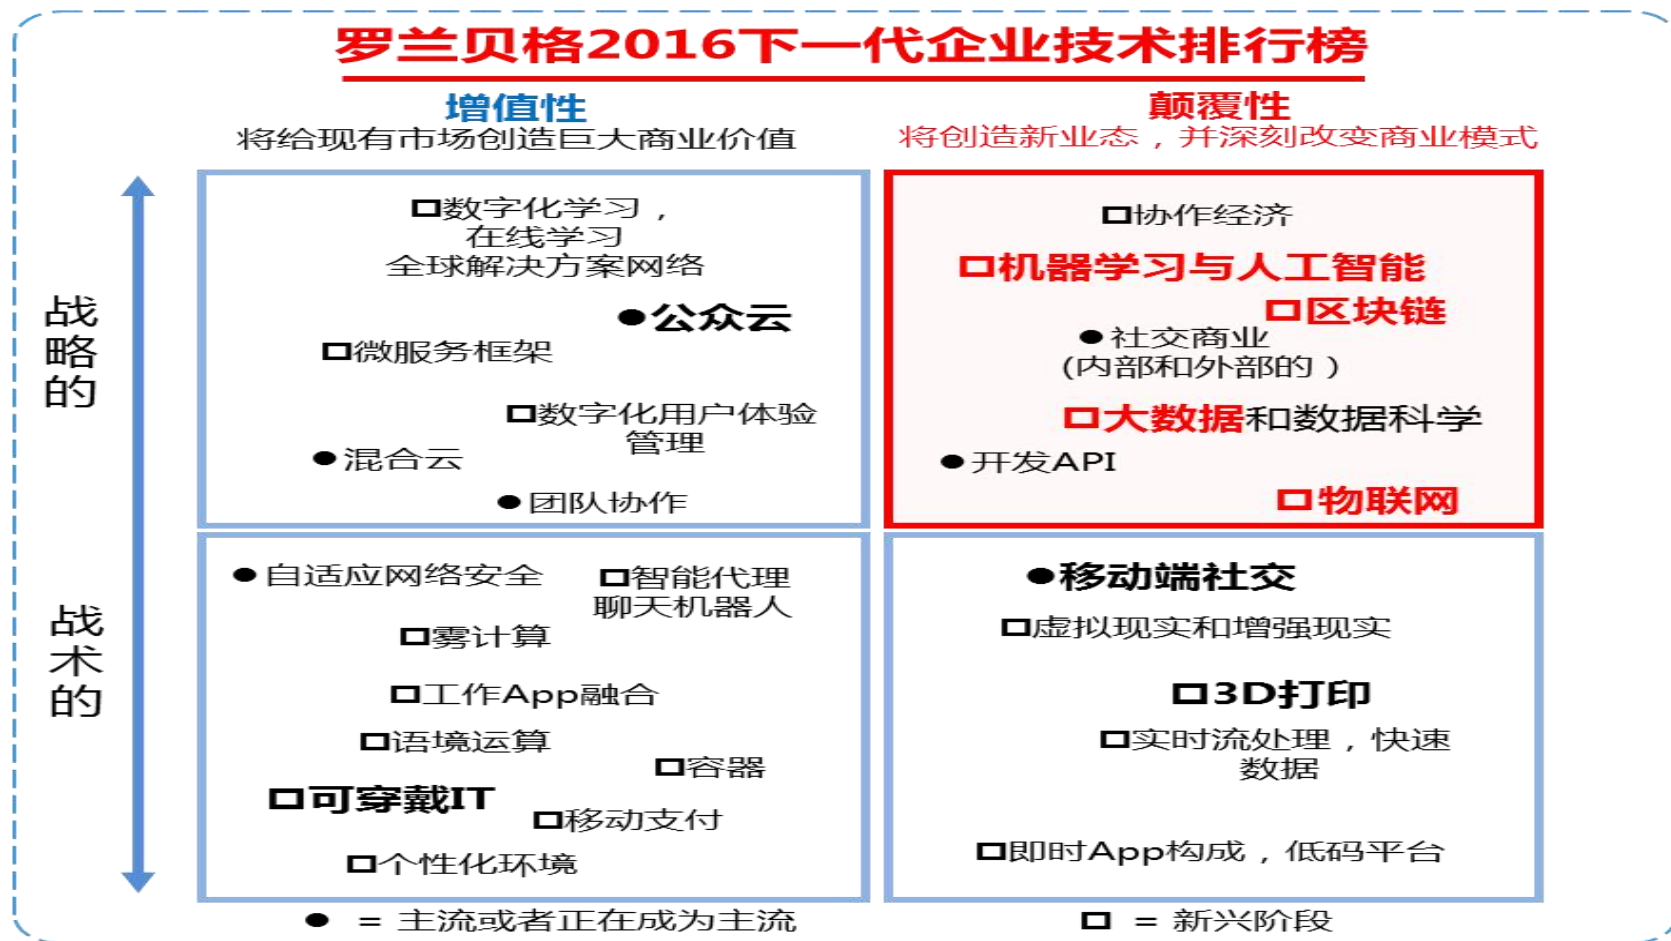 罗兰贝格2016下一代企业技术排行榜
增值性
将给现有市场创造巨大商业价值
颠覆性
将创造新业态，并深刻改变商业模式
战略的
数字化学习，
在线学习
全球解决方案网络
●公众云
微服务框架
数字化用户体验
管理
●混合云
●团队协作
协作经济
机器学习与人工智能
区块链
●社交商业
(内部和外部的）
大数据和数据科学
●开发API
物联网
战术的
●自适应网络安全
智能代理
聊天机器人
雾计算
工作App融合
语境运算
容器
可穿戴IT
移动支付
个性化环境
●移动端社交
虚拟现实和增强现实
3D打印
实时流处理，快速
数据
即时App构成，低码平台
● = 主流或者正在成为主流
口 = 新兴阶段